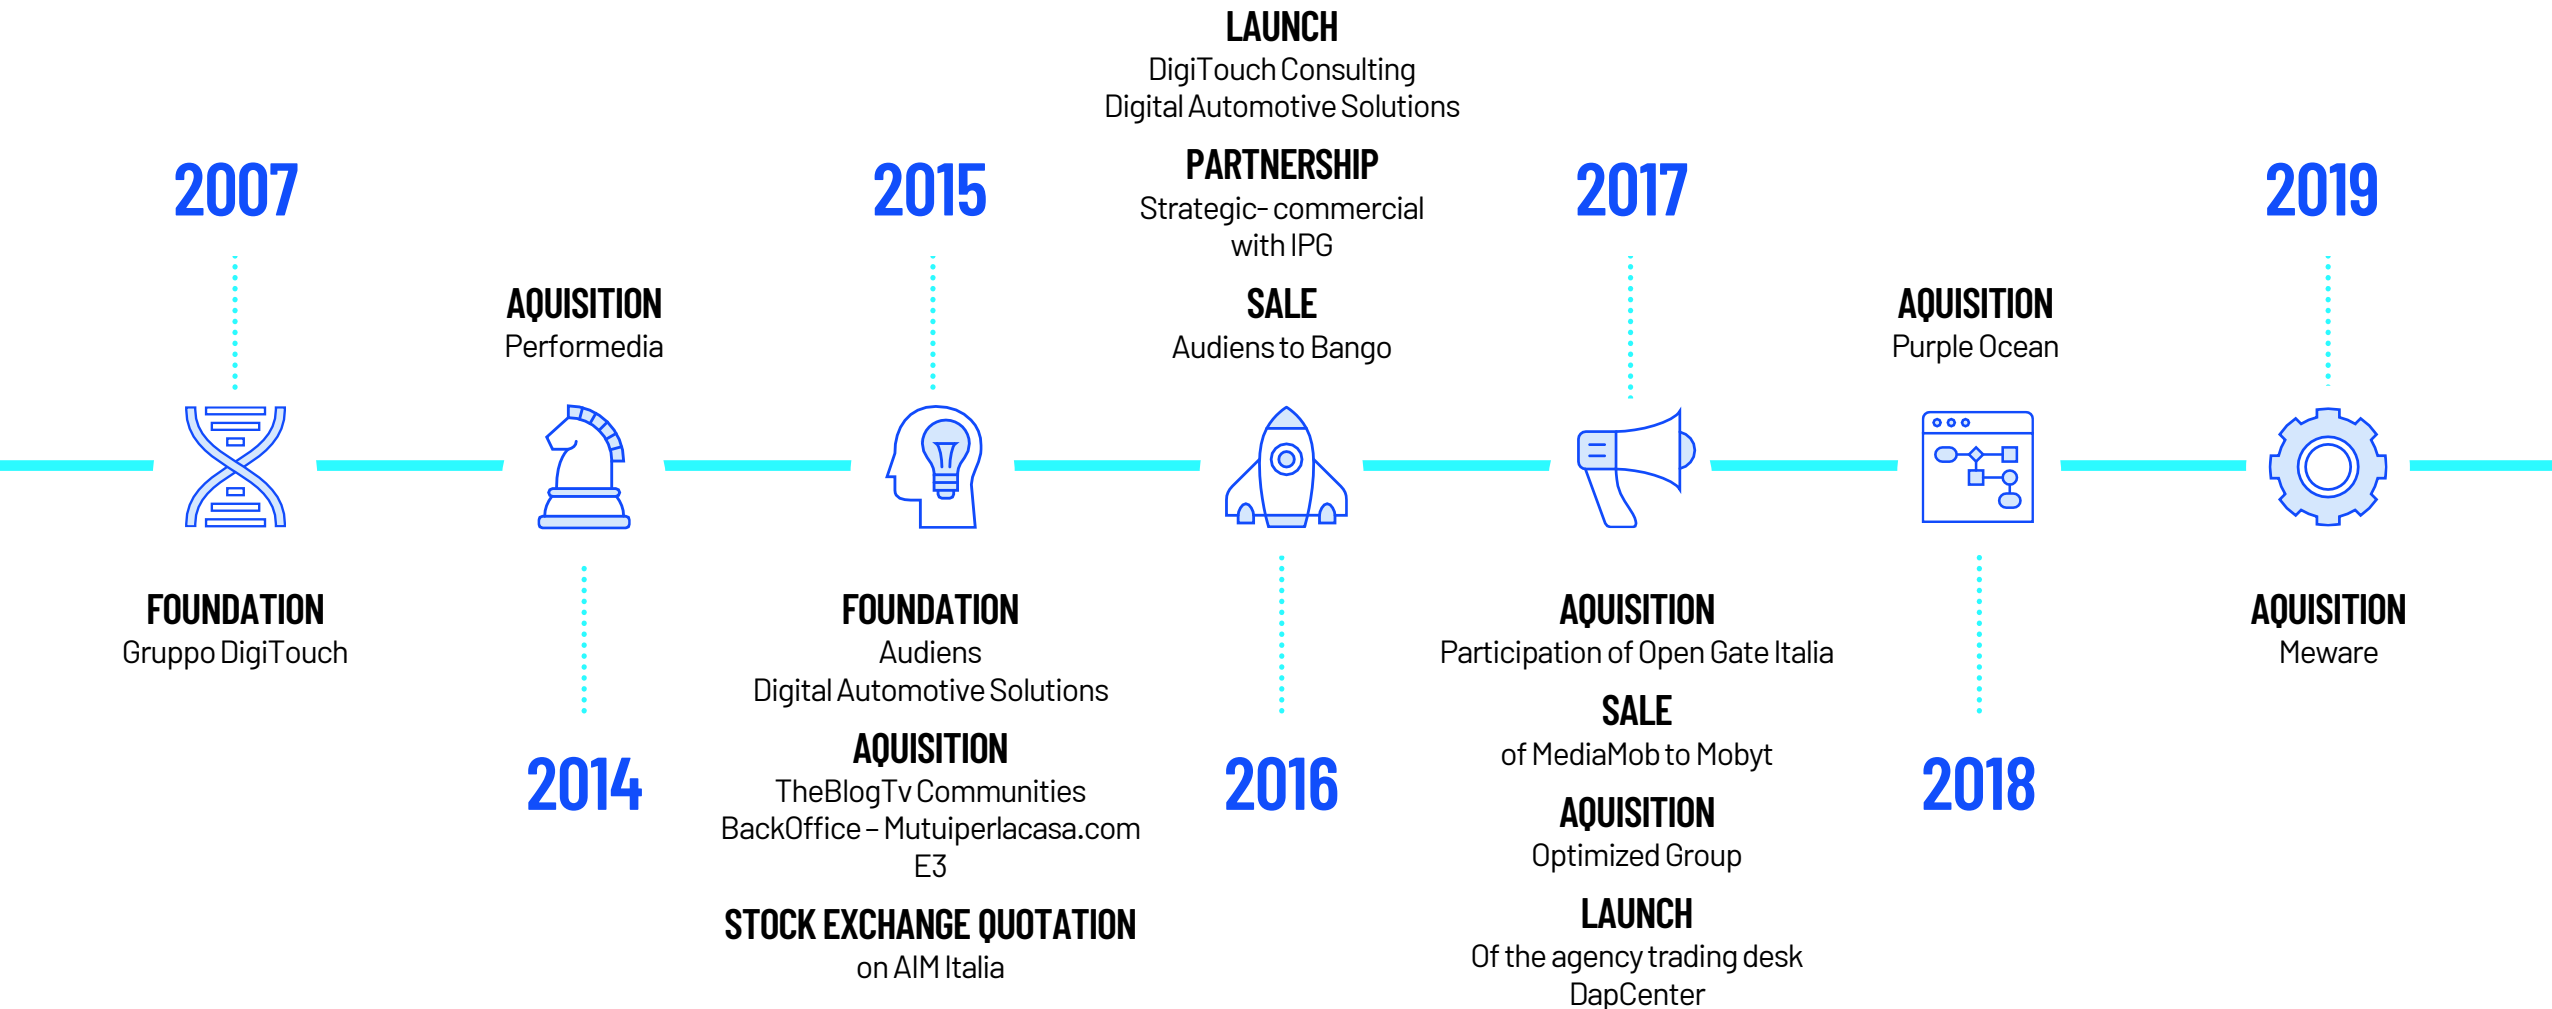 2007
FOUNDATION
Gruppo DigiTouch
AQUISITION
Performedia
2014
2015
FOUNDATION
Audiens
Digital Automotive Solutions
AQUISITION
TheBlogTv Communities
BackOffice – Mutuiperlacasa.com
E3
STOCK EXCHANGE QUOTATION
on AIM Italia
LAUNCH
DigiTouch Consulting
Digital Automotive Solutions
PARTNERSHIP
Strategic- commercial
with IPG
SALE
Audiens to Bango
2016
2017
AQUISITION
Participation of Open Gate Italia
SALE
of MediaMob to Mobyt
AQUISITION
Optimized Group
LAUNCH
Of the agency trading desk
DapCenter
AQUISITION
Purple Ocean
2018
2019
AQUISITION
Meware